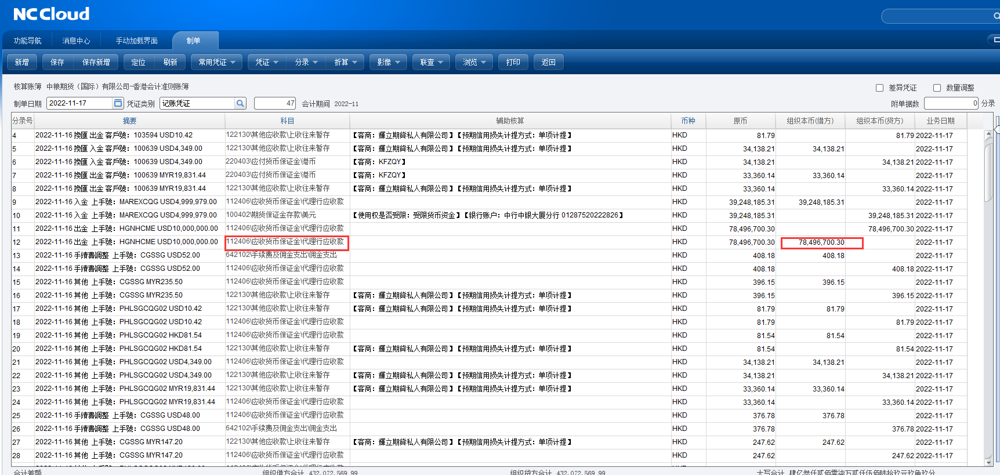 NC Cloud
功能导航 消息中心 手动加载界面 制单
新增 保存 保存新增 定位 刷新 常用凭证 凭证 分录 折算 影像 联查 浏览 打印 返回
核算账簿 中粮期货（国际）有限公司-香港会计准则账簿 差异凭证 数量调整
制单日期 2022-11-17 凭证类别 记账凭证 47 会计期间 2022-11 附单据数 0 分录
分录号 摘要 科目 辅助核算 币种 原币 组织本币(借方) 组织本币(贷方) 业务日期
4 2022-11-16 換匯 出金 客戶號：103594 USD10.42 122130\其他应收款\上收往来暂存 【客商：輝立期貨私人有限公司】【预期信用损失计提方式：单项计提】 HKD 81.79 81.79 2022-11-17
5 2022-11-16 換匯 入金 客戶號：100639 USD4,349.00 122130\其他应收款\上收往来暂存 【客商：輝立期貨私人有限公司】【预期信用损失计提方式：单项计提】 HKD 34,138.21 34,138.21 2022-11-17
6 2022-11-16 換匯 入金 客戶號：100639 USD4,349.00 220403\应付货币保证金\港币 【客商：KFZQY】 HKD 34,138.21 34,138.21 2022-11-17
7 2022-11-16 換匯 出金 客戶號：100639 MYR19,831.44 220403\应付货币保证金\港币 【客商：KFZQY】 HKD 33,360.14 33,360.14 2022-11-17
8 2022-11-16 換匯 出金 客戶號：100639 MYR19,831.44 122130\其他应收款\上收往来暂存 【客商：輝立期貨私人有限公司】【预期信用损失计提方式：单项计提】 HKD 33,360.14 33,360.14 2022-11-17
9 2022-11-16 入金 上手號：MAREXCQG USD4,999,979.00 112406\应收货币保证金\代理行应收款 HKD 39,248,185.31 39,248,185.31 2022-11-17
10 2022-11-16 入金 上手號：MAREXCQG USD4,999,979.00 100402\期货保证金存款\美元 【使用权是否受限：受限货币资金】【银行账户：中行中银大厦分行 01287520222826】 HKD 39,248,185.31 39,248,185.31 2022-11-17
11 2022-11-16 出金 上手號：HGNHCME USD10,000,000.00 112406\应收货币保证金\代理行应收款 HKD 78,496,700.30 78,496,700.30 2022-11-17
12 2022-11-16 出金 上手號：HGNHCME USD10,000,000.00 112406\应收货币保证金\代理行应收款 HKD 78,496,700.30 78,496,700.30 2022-11-17
13 2022-11-16 手續費調整 上手號：CGSSG USD52.00 642102\手续费及佣金支出\佣金支出 HKD 408.18 408.18 2022-11-17
14 2022-11-16 手續費調整 上手號：CGSSG USD52.00 112406\应收货币保证金\代理行应收款 HKD 408.18 408.18 2022-11-17
15 2022-11-16 其他 上手號：CGSSG MYR235.50 112406\应收货币保证金\代理行应收款 HKD 396.15 396.15 2022-11-17
16 2022-11-16 其他 上手號：CGSSG MYR235.50 122130\其他应收款\上收往来暂存 【客商：輝立期貨私人有限公司】【预期信用损失计提方式：单项计提】 HKD 396.15 396.15 2022-11-17
17 2022-11-16 其他 上手號：PHLSGCQG02 USD10.42 122130\其他应收款\上收往来暂存 【客商：輝立期貨私人有限公司】【预期信用损失计提方式：单项计提】 HKD 81.79 81.79 2022-11-17
18 2022-11-16 其他 上手號：PHLSGCQG02 USD10.42 112406\应收货币保证金\代理行应收款 HKD 81.79 81.79 2022-11-17
19 2022-11-16 其他 上手號：PHLSGCQG02 HKD81.54 112406\应收货币保证金\代理行应收款 HKD 81.54 81.54 2022-11-17
20 2022-11-16 其他 上手號：PHLSGCQG02 HKD81.54 122130\其他应收款\上收往来暂存 【客商：輝立期貨私人有限公司】【预期信用损失计提方式：单项计提】 HKD 81.54 81.54 2022-11-17
21 2022-11-16 其他 上手號：PHLSGCQG02 USD4,349.00 112406\应收货币保证金\代理行应收款 HKD 34,138.21 34,138.21 2022-11-17
22 2022-11-16 其他 上手號：PHLSGCQG02 USD4,349.00 122130\其他应收款\上收往来暂存 【客商：輝立期貨私人有限公司】【预期信用损失计提方式：单项计提】 HKD 34,138.21 34,138.21 2022-11-17
23 2022-11-16 其他 上手號：PHLSGCQG02 MYR19,831.44 122130\其他应收款\上收往来暂存 【客商：輝立期貨私人有限公司】【预期信用损失计提方式：单项计提】 HKD 33,360.14 33,360.14 2022-11-17
24 2022-11-16 其他 上手號：PHLSGCQG02 MYR19,831.44 112406\应收货币保证金\代理行应收款 HKD 33,360.14 33,360.14 2022-11-17
25 2022-11-16 手續費調整 上手號：CGSSG USD48.00 112406\应收货币保证金\代理行应收款 HKD 376.78 376.78 2022-11-17
26 2022-11-16 手續費調整 上手號：CGSSG USD48.00 642102\手续费及佣金支出\佣金支出 HKD 376.78 376.78 2022-11-17
27 2022-11-16 其他 上手號：CGSSG MYR147.20 122130\其他应收款\上收往来暂存 【客商：輝立期貨私人有限公司】【预期信用损失计提方式：单项计提】 HKD 247.62 247.62 2022-11-17
28 2022-11-16 其他 上手號：CGSSG MYR147.20 112406\应收货币保证金\代理行应收款 HKD 247.62 247.62 2022-11-17
合计差额 组织借方合计 432,072,569.99 组织贷方合计 432,072,569.99 大写合计 肆亿叁仟贰佰零柒万贰仟伍佰陆拾玖元玖角玖分